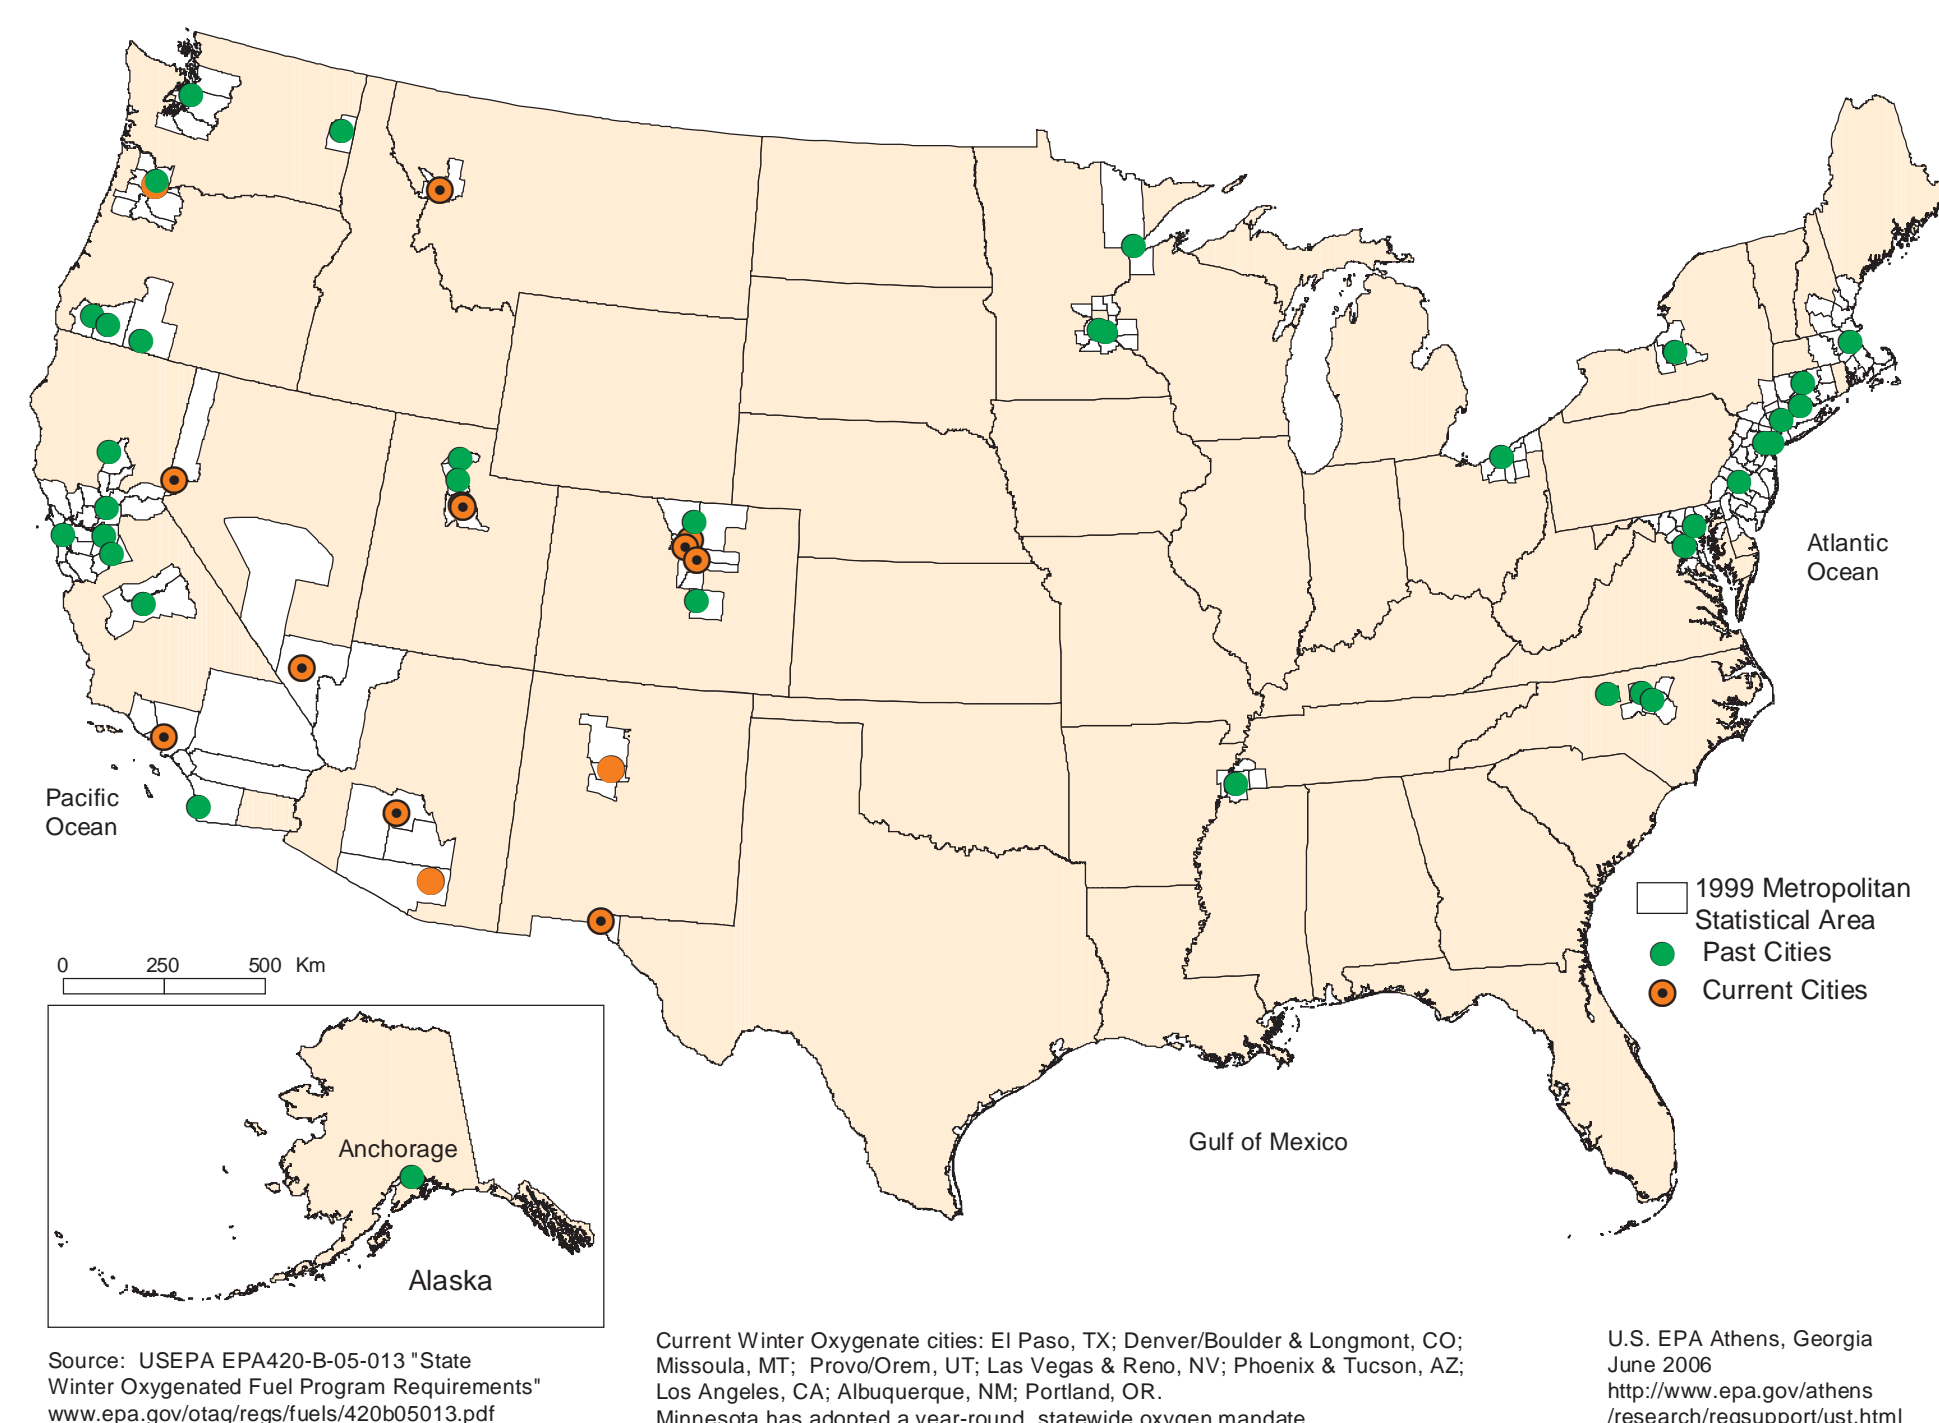 Atlantic
Ocean
Pacific
Ocean
1999 Metropolitan
Statistical Area
Past Cities
Current Cities
0 250 500 Km
Gulf of Mexico
Anchorage
Alaska
Source: USEPA EPA420-B-05-013 "State
Winter Oxygenated Fuel Program Requirements"
www.epa.gov/otaq/regs/fuels/420b05013.pdf
Current Winter Oxygenate cities: El Paso, TX; Denver/Boulder & Longmont, CO;
Missoula, MT; Provo/Orem, UT; Las Vegas & Reno, NV; Phoenix & Tucson, AZ;
Los Angeles, CA; Albuquerque, NM; Portland, OR.
Minnesota has adopted a year-round, statewide oxygen mandate
U.S. EPA Athens, Georgia
June 2006
http://www.epa.gov/athens
/research/regsupport/ust.html